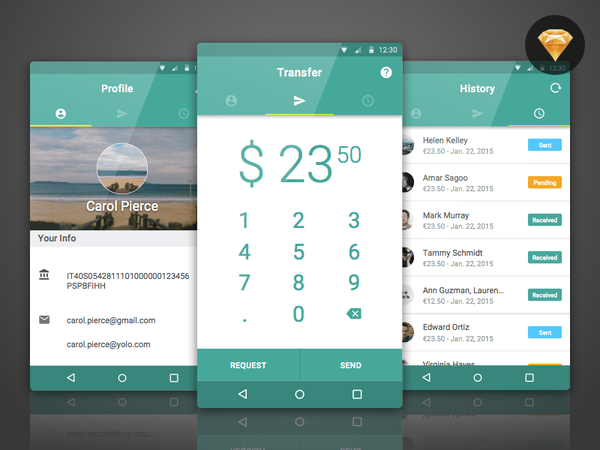 Profile
Carol Pierce
Your Info
IT40S0542811101000000123456
PSPBFIHH
carol.pierce@gmail.com
carol.pierce@yolo.com
12:30
Transfer
?
$ 23 50
1 2 3
4 5 6
7 8 9
. 0
REQUEST SEND
12:30
History
Helen Kelley
€23.50 - Jan. 22, 2015
Sent
Amar Sagoo
€23.50 - Jan. 22, 2015
Pending
Mark Murray
€23.50 - Jan. 22, 2015
Received
Tammy Schmidt
€23.50 - Jan. 22, 2015
Received
Ann Guzman, Lauren...
€12.50 - Jan. 22, 2015
Received
Edward Ortiz
€23.50 - Jan. 22, 2015
Sent
Virginia Hayes